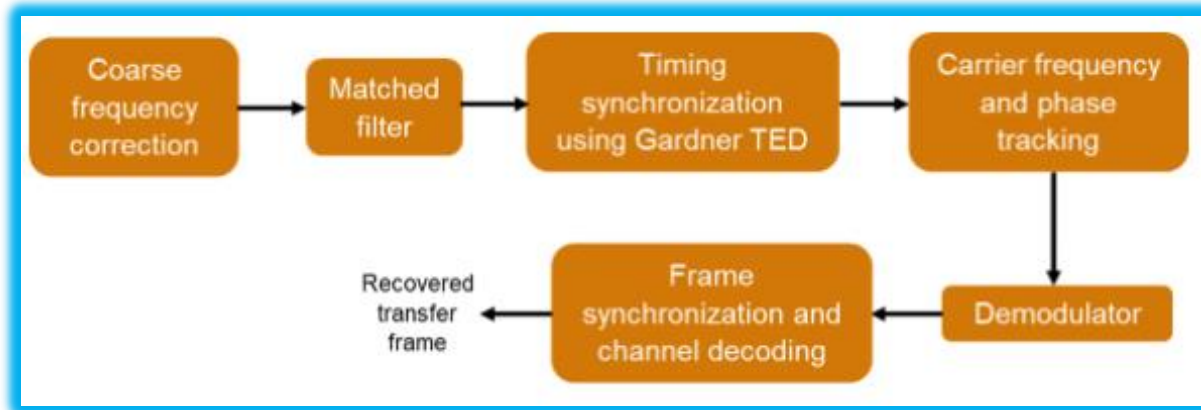 Coarse
frequency
correction
Matched
filter
Timing
synchronization
using Gardner TED
Carrier frequency
and phase
tracking
Demodulator
Frame
synchronization and
channel decoding
Recovered
transfer
frame